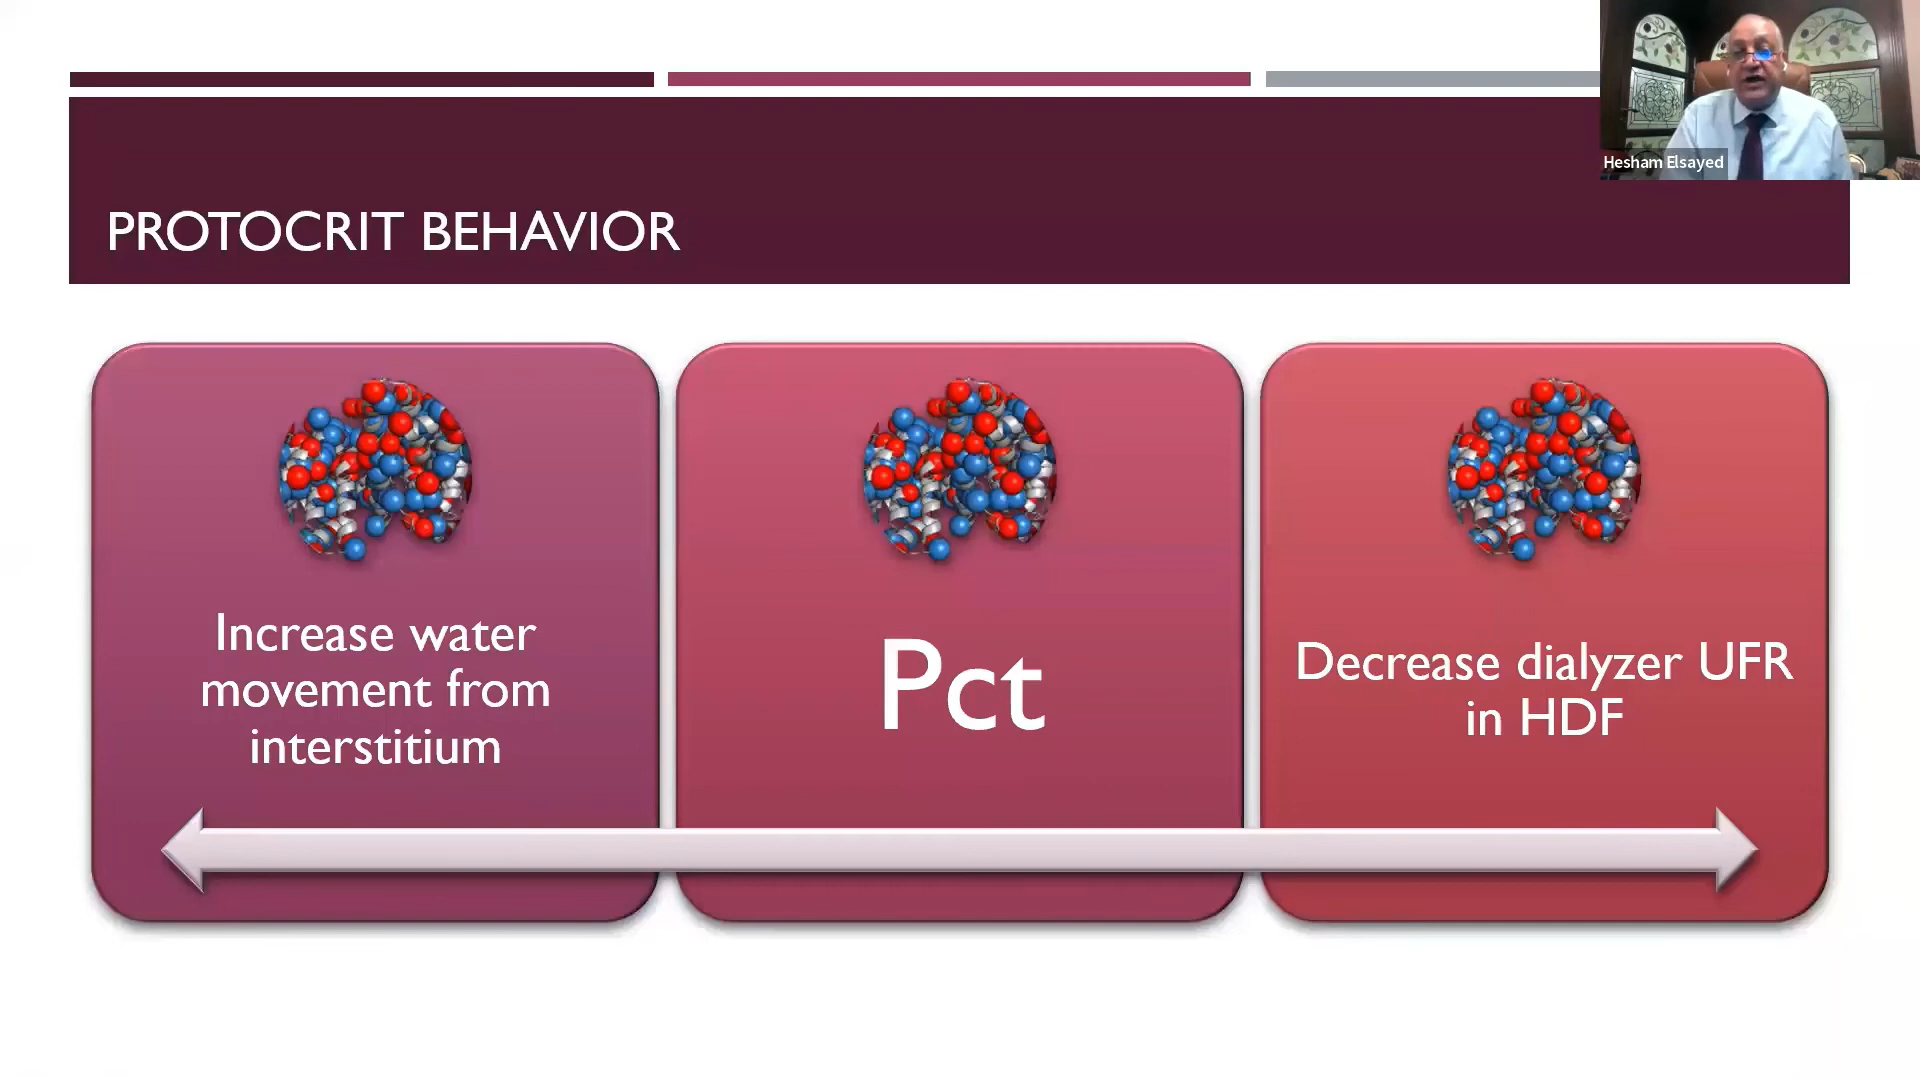 Hesham Elsayed
PROTOCRIT BEHAVIOR
Increase water
movement from
interstitium
Pct
Decrease dialyzer UFR
in HDF